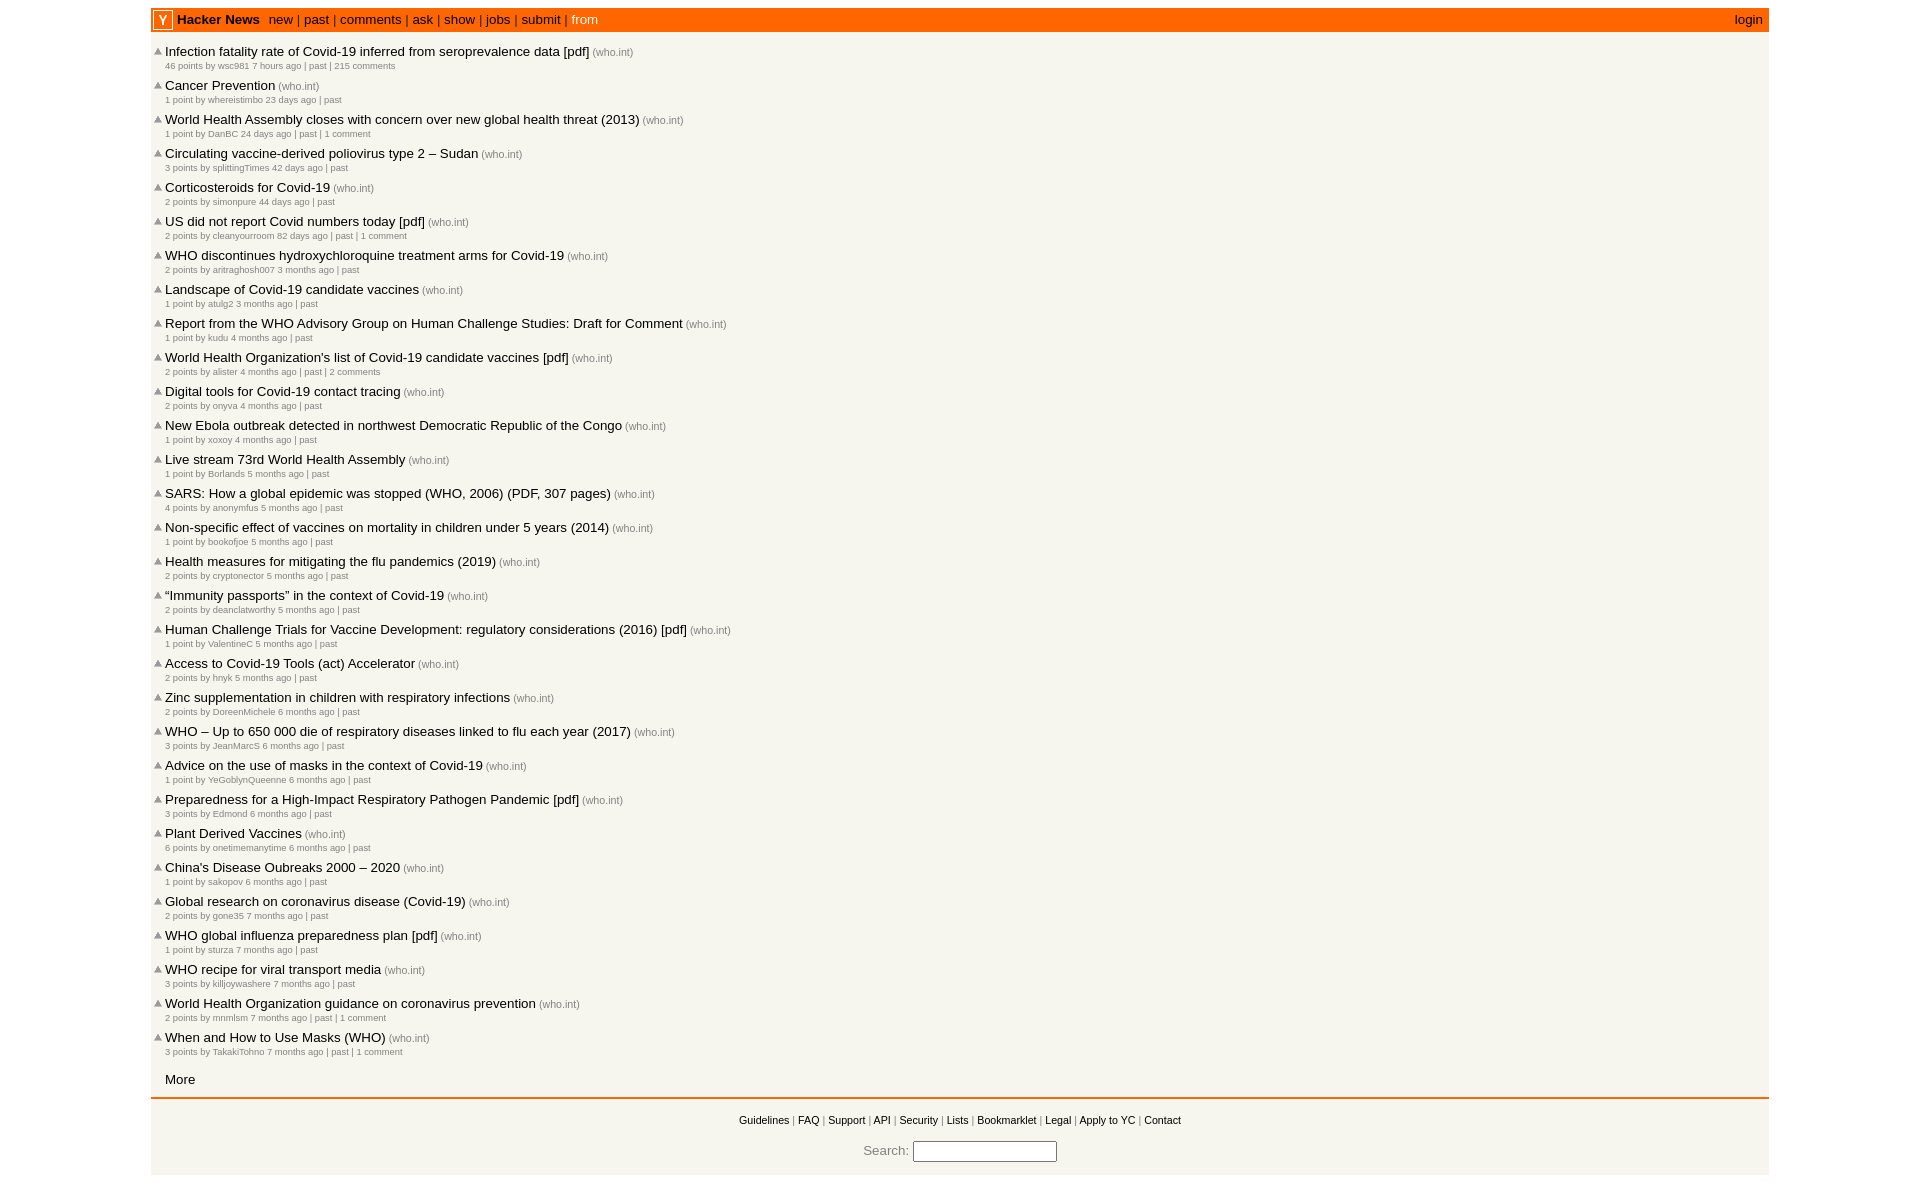 Y Hacker News new | past | comments | ask | show | jobs | submit | from login
Infection fatality rate of Covid-19 inferred from seroprevalence data [pdf] (who.int)
46 points by wsc981 7 hours ago | past | 215 comments
Cancer Prevention (who.int)
1 point by whereistimbo 23 days ago | past
World Health Assembly closes with concern over new global health threat (2013) (who.int)
1 point by DanBC 24 days ago | past | 1 comment
Circulating vaccine-derived poliovirus type 2 – Sudan (who.int)
3 points by splittingTimes 42 days ago | past
Corticosteroids for Covid-19 (who.int)
2 points by simonpure 44 days ago | past
US did not report Covid numbers today [pdf] (who.int)
2 points by cleanyourroom 82 days ago | past | 1 comment
WHO discontinues hydroxychloroquine treatment arms for Covid-19 (who.int)
2 points by aritraghosh007 3 months ago | past
Landscape of Covid-19 candidate vaccines (who.int)
1 point by atulg2 3 months ago | past
Report from the WHO Advisory Group on Human Challenge Studies: Draft for Comment (who.int)
1 point by kudu 4 months ago | past
World Health Organization's list of Covid-19 candidate vaccines [pdf] (who.int)
2 points by alister 4 months ago | past | 2 comments
Digital tools for Covid-19 contact tracing (who.int)
2 points by onyva 4 months ago | past
New Ebola outbreak detected in northwest Democratic Republic of the Congo (who.int)
1 point by xoxoy 4 months ago | past
Live stream 73rd World Health Assembly (who.int)
1 point by Borlands 5 months ago | past
SARS: How a global epidemic was stopped (WHO, 2006) (PDF, 307 pages) (who.int)
4 points by anonymfus 5 months ago | past
Non-specific effect of vaccines on mortality in children under 5 years (2014) (who.int)
1 point by bookofjoe 5 months ago | past
Health measures for mitigating the flu pandemics (2019) (who.int)
2 points by cryptonector 5 months ago | past
“Immunity passports” in the context of Covid-19 (who.int)
2 points by deanclatworthy 5 months ago | past
Human Challenge Trials for Vaccine Development: regulatory considerations (2016) [pdf] (who.int)
1 point by ValentineC 5 months ago | past
Access to Covid-19 Tools (act) Accelerator (who.int)
2 points by hnyk 5 months ago | past
Zinc supplementation in children with respiratory infections (who.int)
2 points by DoreenMichele 6 months ago | past
WHO – Up to 650 000 die of respiratory diseases linked to flu each year (2017) (who.int)
3 points by JeanMarcS 6 months ago | past
Advice on the use of masks in the context of Covid-19 (who.int)
1 point by YeGoblynQueenne 6 months ago | past
Preparedness for a High-Impact Respiratory Pathogen Pandemic [pdf] (who.int)
3 points by Edmond 6 months ago | past
Plant Derived Vaccines (who.int)
6 points by onetimemanytime 6 months ago | past
China's Disease Oubreaks 2000 – 2020 (who.int)
1 point by sakopov 6 months ago | past
Global research on coronavirus disease (Covid-19) (who.int)
2 points by gone35 7 months ago | past
WHO global influenza preparedness plan [pdf] (who.int)
1 point by sturza 7 months ago | past
WHO recipe for viral transport media (who.int)
3 points by killjoywashere 7 months ago | past
World Health Organization guidance on coronavirus prevention (who.int)
2 points by mnmlsm 7 months ago | past | 1 comment
When and How to Use Masks (WHO) (who.int)
3 points by TakakiTohno 7 months ago | past | 1 comment
More
Guidelines | FAQ | Support | API | Security | Lists | Bookmarklet | Legal | Apply to YC | Contact
Search: